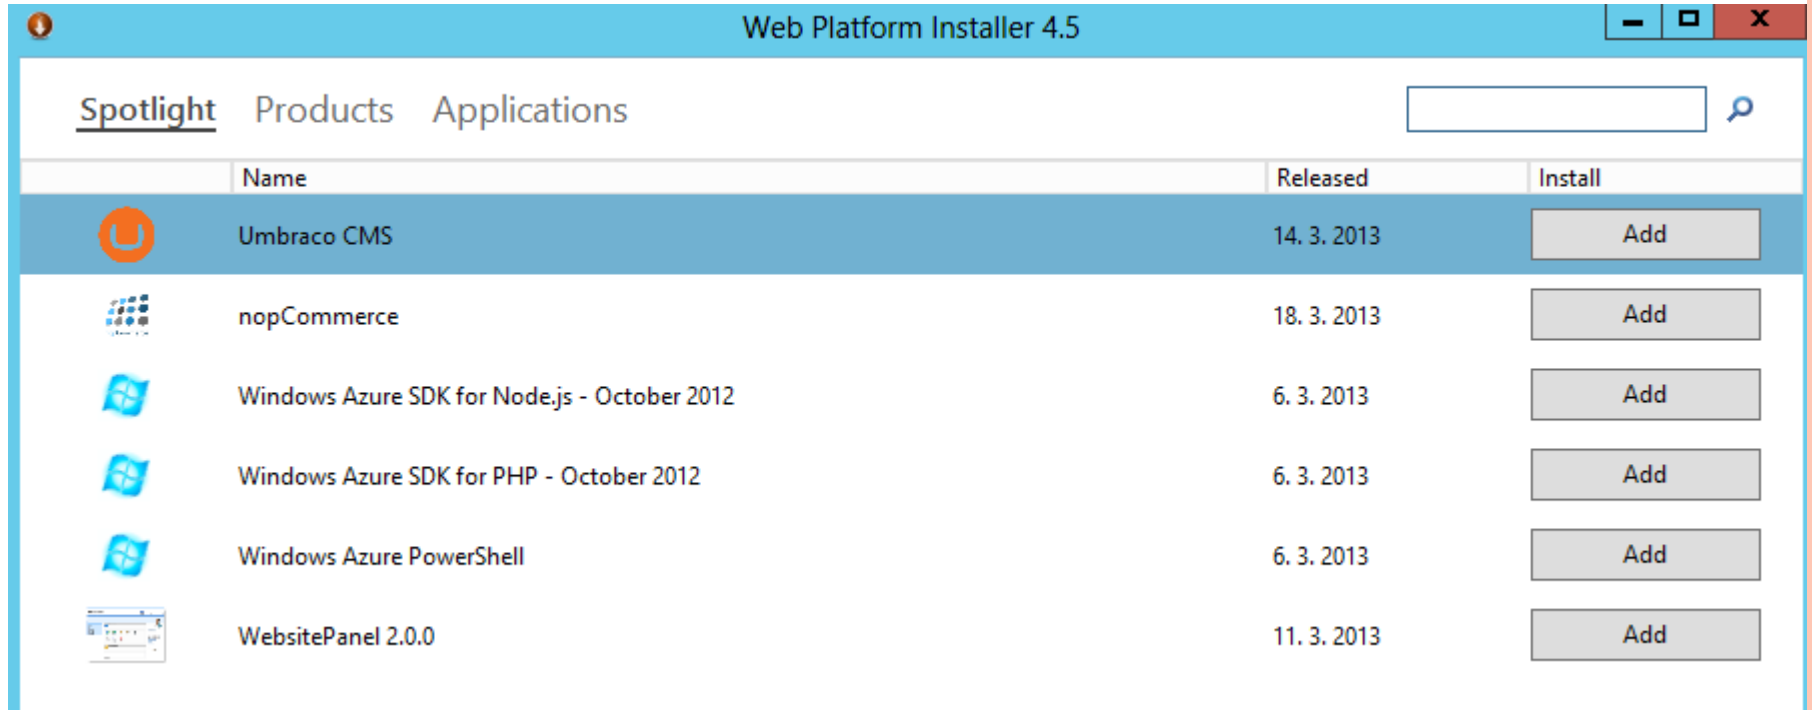 Web Platform Installer 4.5
Spotlight Products Applications
Name Released Install
Umbraco CMS 14. 3. 2013 Add
nopCommerce 18. 3. 2013 Add
Windows Azure SDK for Node.js - October 2012 6. 3. 2013 Add
Windows Azure SDK for PHP - October 2012 6. 3. 2013 Add
Windows Azure PowerShell 6. 3. 2013 Add
WebsitePanel 2.0.0 11. 3. 2013 Add